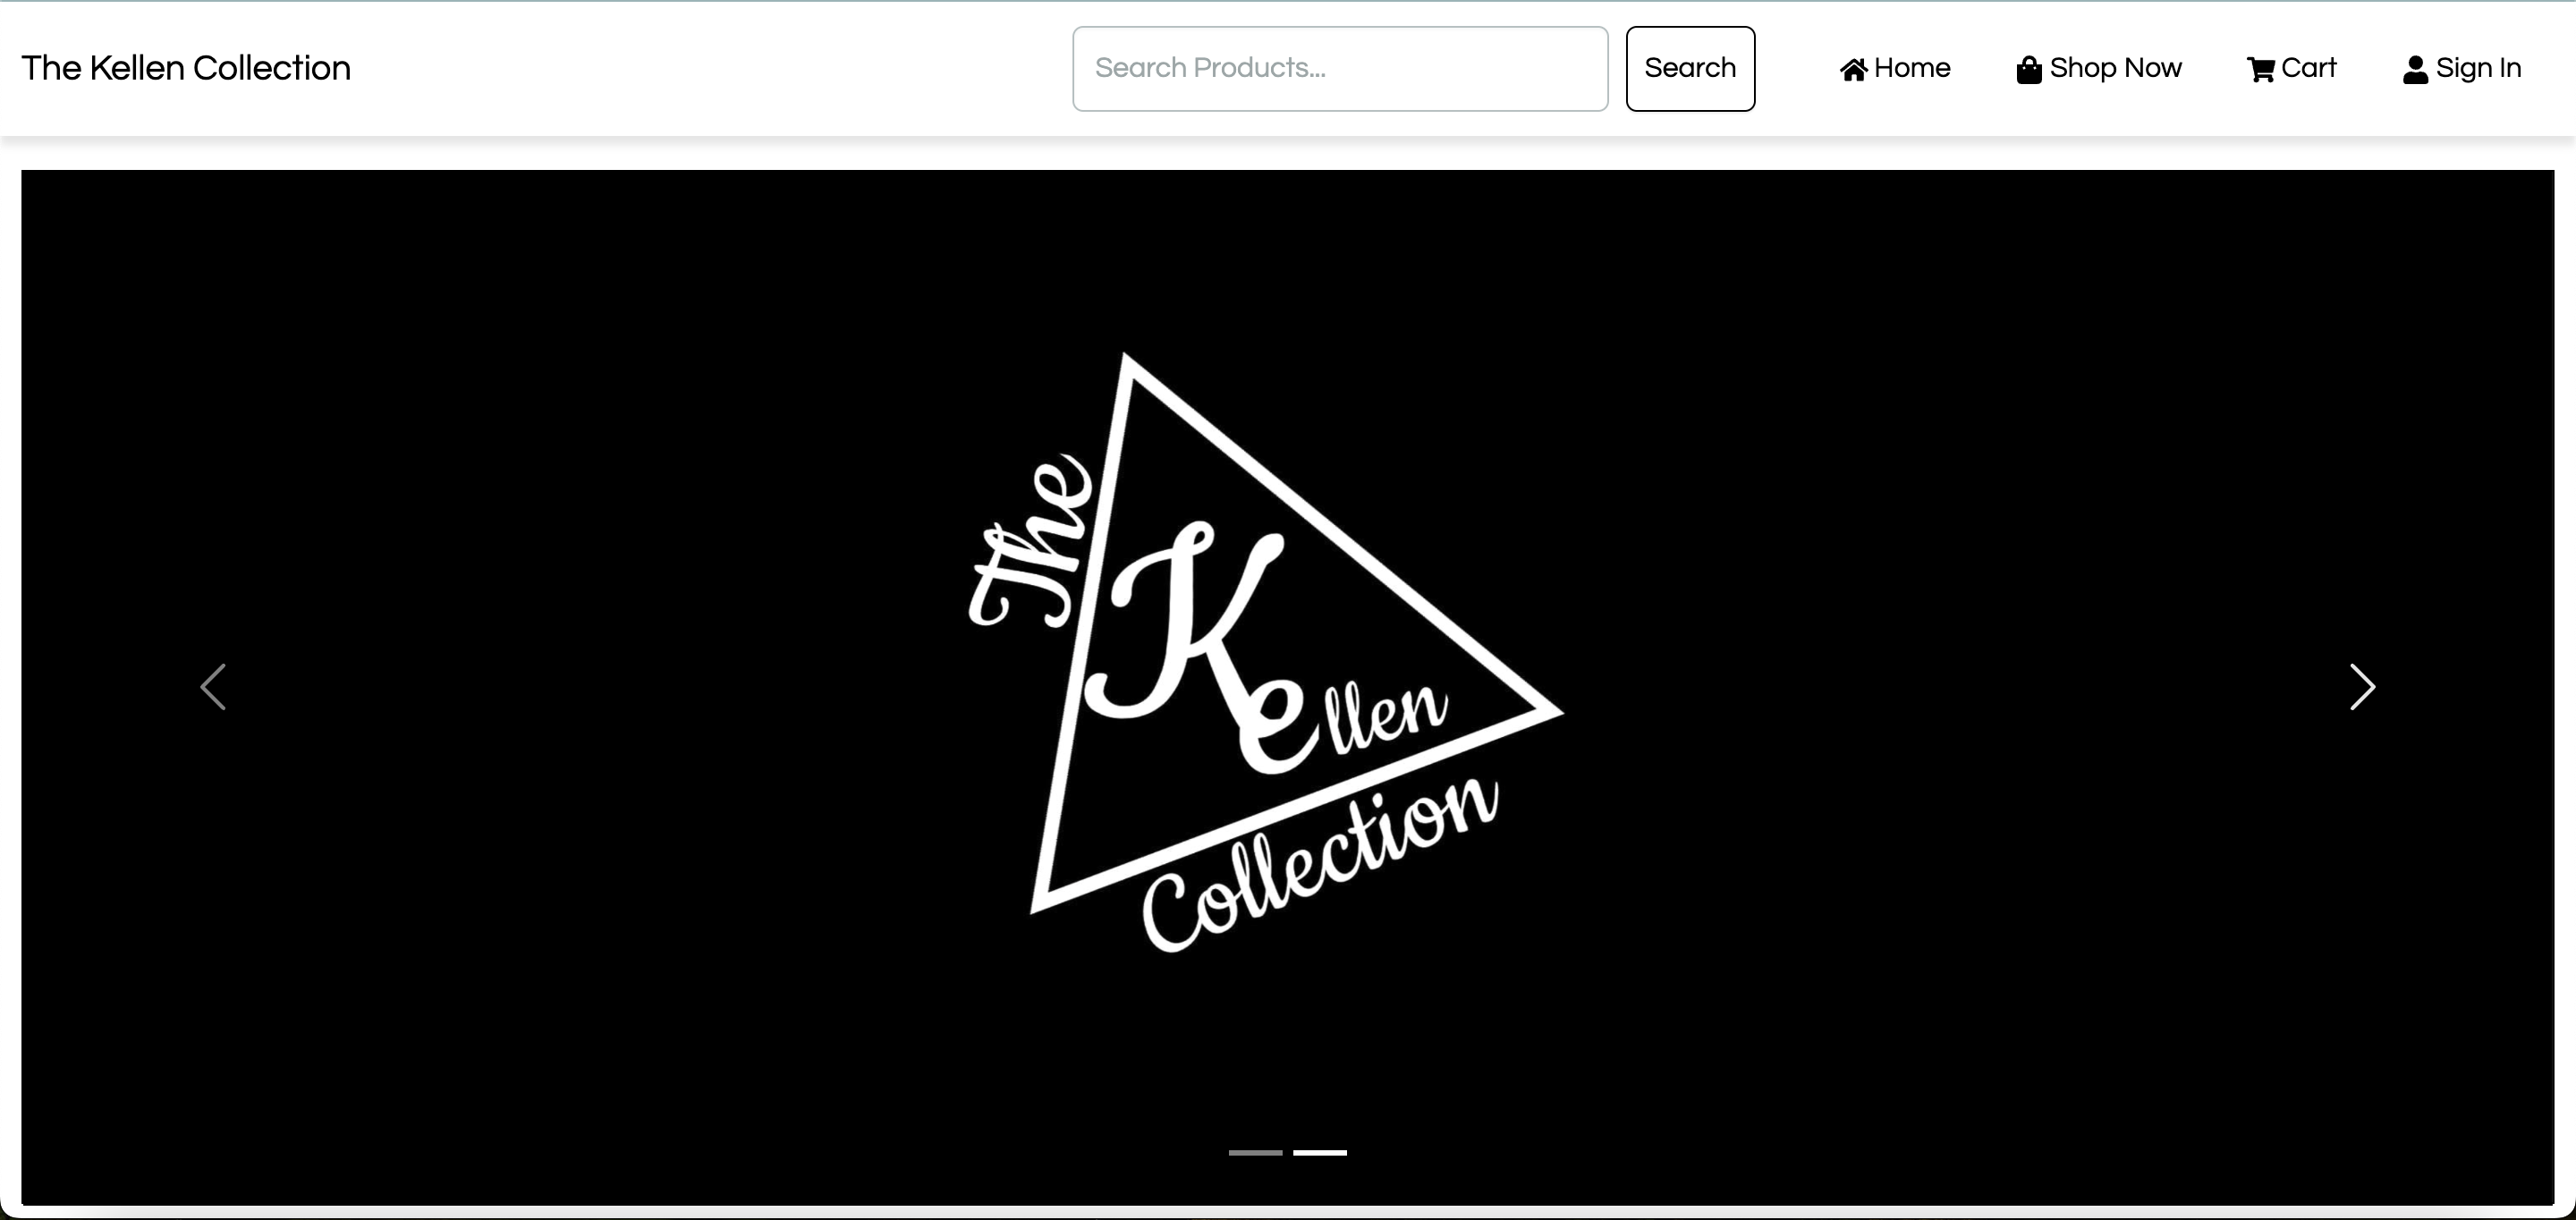 The Kellen Collection
Search Products...
Search
Home
Shop Now
Cart
Sign In
The
Kellen
Collection